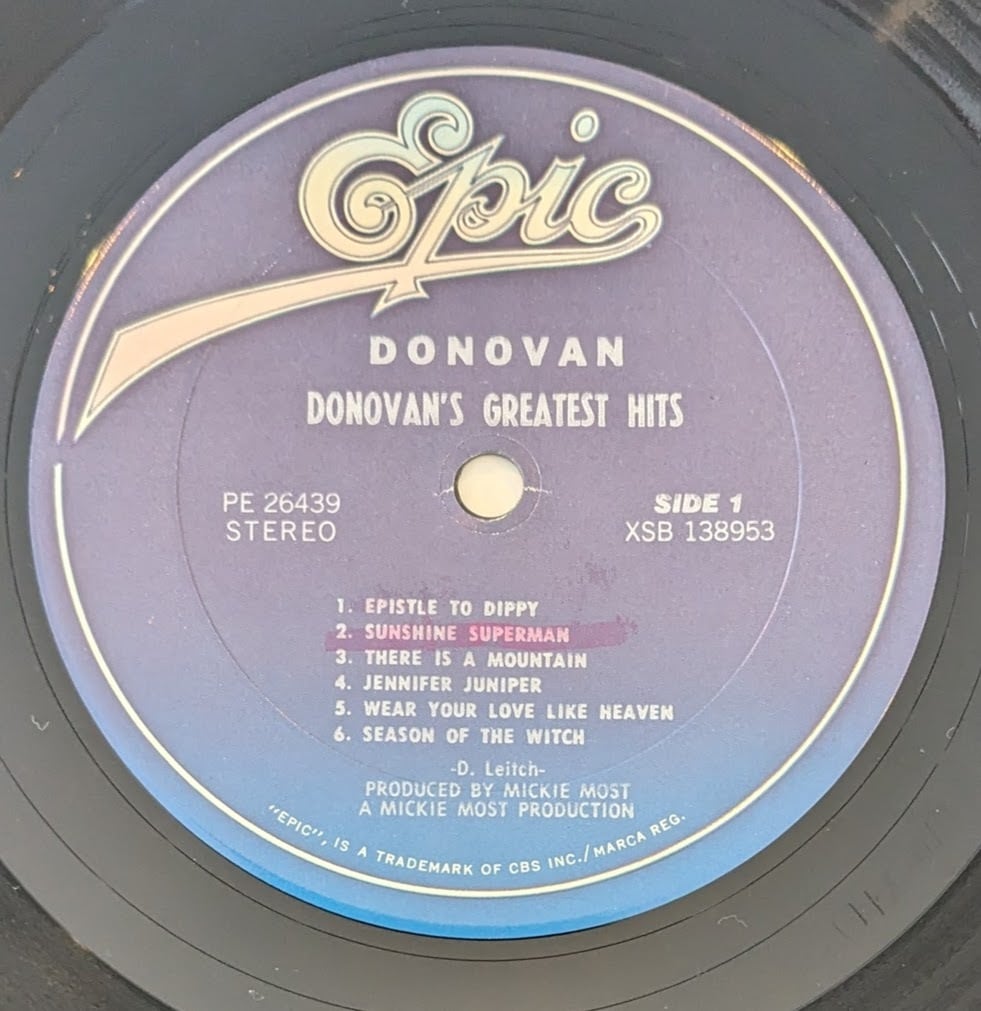 Epic
DONOVAN
DONOVAN'S GREATEST HITS
PE 26439
STEREO
SIDE 1
XSB 138953
1. EPISTLE TO DIPPY
2. SUNSHINE SUPERMAN
3. THERE IS A MOUNTAIN
4. JENNIFER JUNIPER
5. WEAR YOUR LOVE LIKE HEAVEN
6. SEASON OF THE WITCH
-D. Leitch-
PRODUCED BY MICKIE MOST
A MICKIE MOST PRODUCTION
"EPIC", IS A TRADEMARK OF CBS INC./MARCA REG.